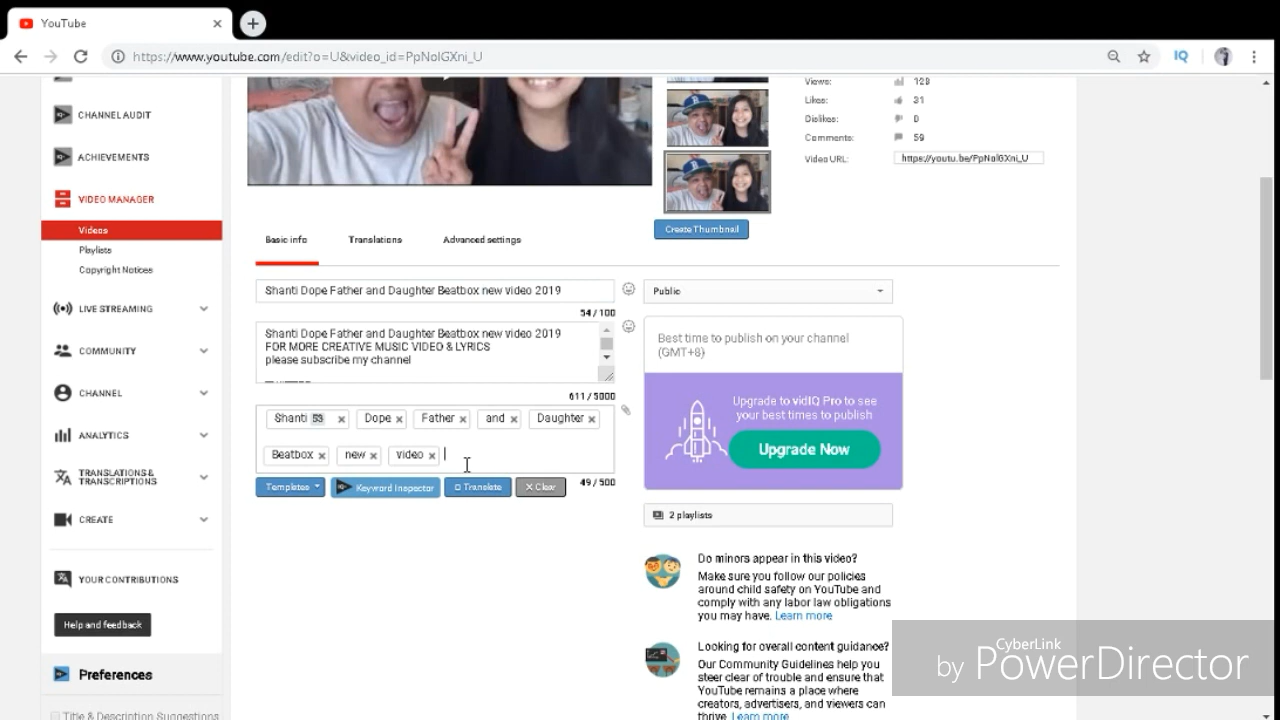 YouTube
https://www.youtube.com/edit?o=U&video_id=PpNolGXni_U
IQ
CHANNEL AUDIT
ACHIEVEMENTS
VIDEO MANAGER
Videos
Playlists
Copyright Notices
LIVE STREAMING
COMMUNITY
CHANNEL
ANALYTICS
TRANSLATIONS &
TRANSCRIPTIONS
CREATE
YOUR CONTRIBUTIONS
Help and feedback
Preferences
Title & Description Suggestions
Views: 120
Likes: 31
Dislikes: 0
Comments: 59
Video URL: https://youtu.be/PpNolGXni_U
Create Thumbnail
Basic info Translations Advanced settings
Shanti Dope Father and Daughter Beatbox new video 2019
54 / 100
Shanti Dope Father and Daughter Beatbox new video 2019
FOR MORE CREATIVE MUSIC VIDEO & LYRICS
please subscribe my channel
611 / 5000
Shanti 53 Dope Father and Daughter
Beatbox new video
49 / 500
Templates Keyword Inspector Translate Clear
Public
Best time to publish on your channel
(GMT+8)
Upgrade to vidIQ Pro to see
your best times to publish
Upgrade Now
2 playlists
Do minors appear in this video?
Make sure you follow our policies
around child safety on YouTube and
comply with any labor law obligations
you may have. Learn more
Looking for overall content guidance?
Our Community Guidelines help you
steer clear of trouble and ensure that
YouTube remains a place where
creators, advertisers, and viewers can
thrive. Learn more
CyberLink
by PowerDirector